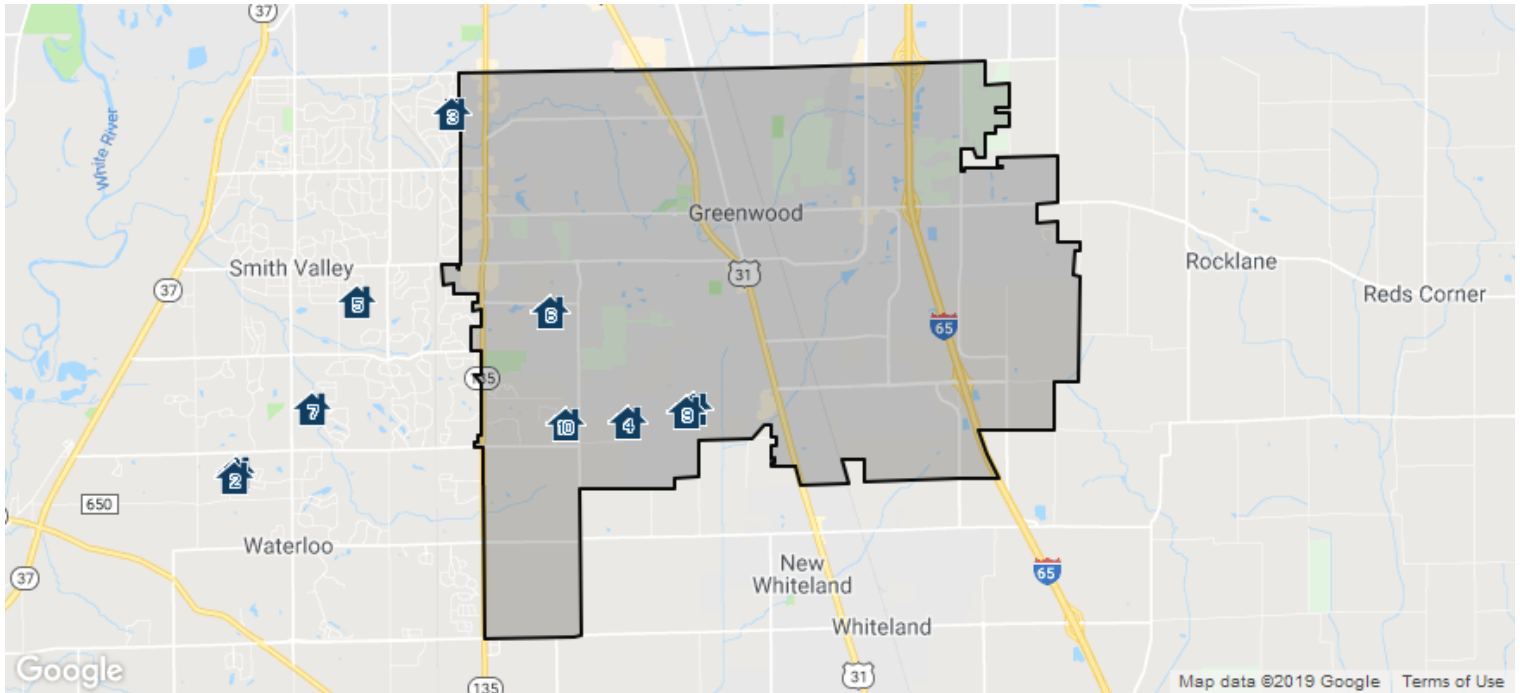 37
3
White River
Greenwood
Smith Valley
Rocklane
31
37
Reds Corner
5
6
65
135
7
10
4
9
2
650
Waterloo
New
Whiteland
65
37
Whiteland
Google
31
135
Map data ©2019 Google
Terms of Use